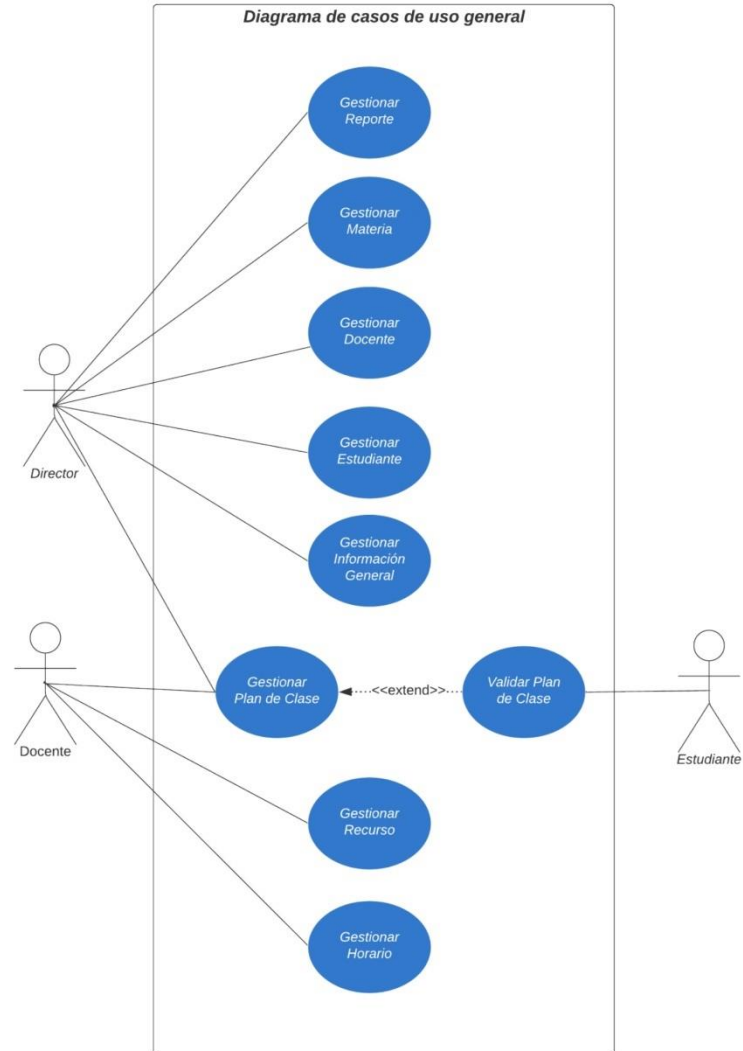 Diagrama de casos de uso general
Gestionar
Reporte
Gestionar
Materia
Gestionar
Docente
Director
Gestionar
Estudiante
Gestionar
Información
General
Docente
Gestionar
Plan de Clase
<<extend>>
Validar Plan
de Clase
Estudiante
Gestionar
Recurso
Gestionar
Horario